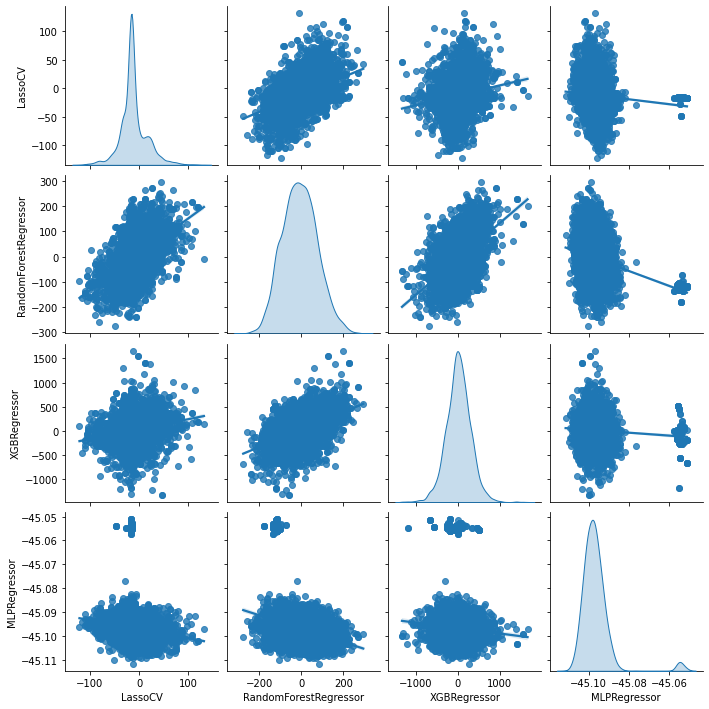 LassoCV
100
50
0
−50
−100
RandomForestRegressor
300
200
100
0
−100
−200
−300
XGBRegressor
1500
1000
500
0
−500
−1000
MLPRegressor
−45.05
−45.06
−45.07
−45.08
−45.09
−45.10
−45.11
−100 0 100
−200 0 200
−1000 0 1000
−45.10 −45.08 −45.06
LassoCV RandomForestRegressor XGBRegressor MLPRegressor